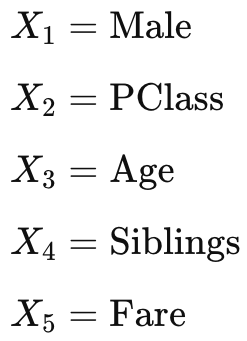 X₁ = Male
X₂ = PClass
X₃ = Age
X₄ = Siblings
X₅ = Fare